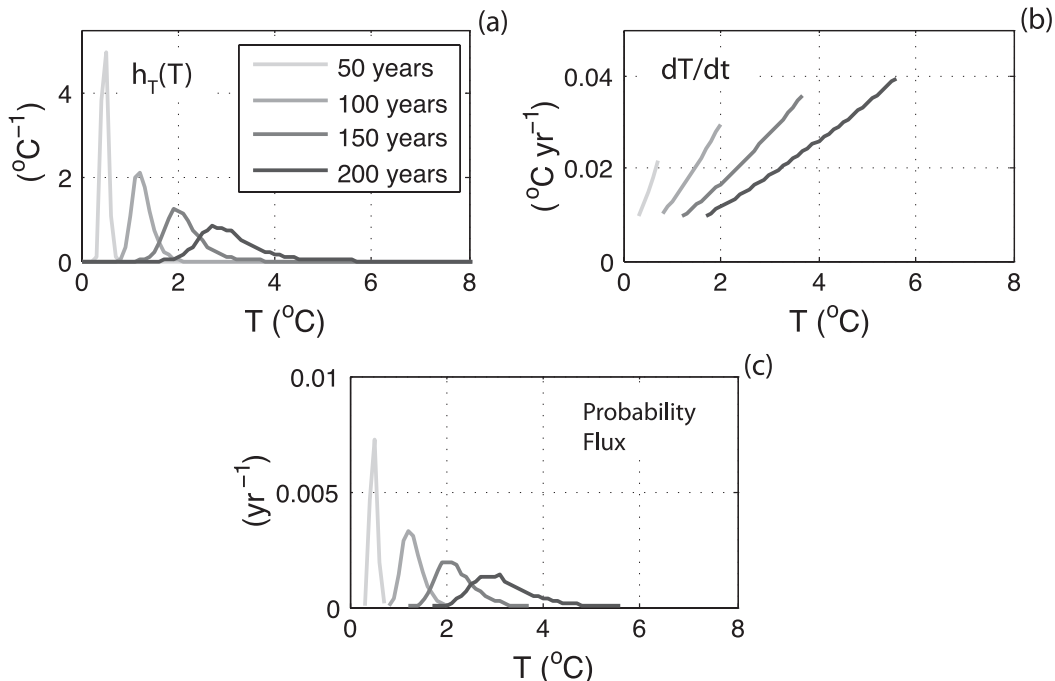 (a)
h_T(T)
50 years
100 years
150 years
200 years
4
2
0
(°C⁻¹)
0 2 4 6 8
T (°C)
(b)
dT/dt
0.04
0.02
0
(°C yr⁻¹)
0 2 4 6 8
T (°C)
(c)
Probability
Flux
0.01
0.005
0
(yr⁻¹)
0 2 4 6 8
T (°C)